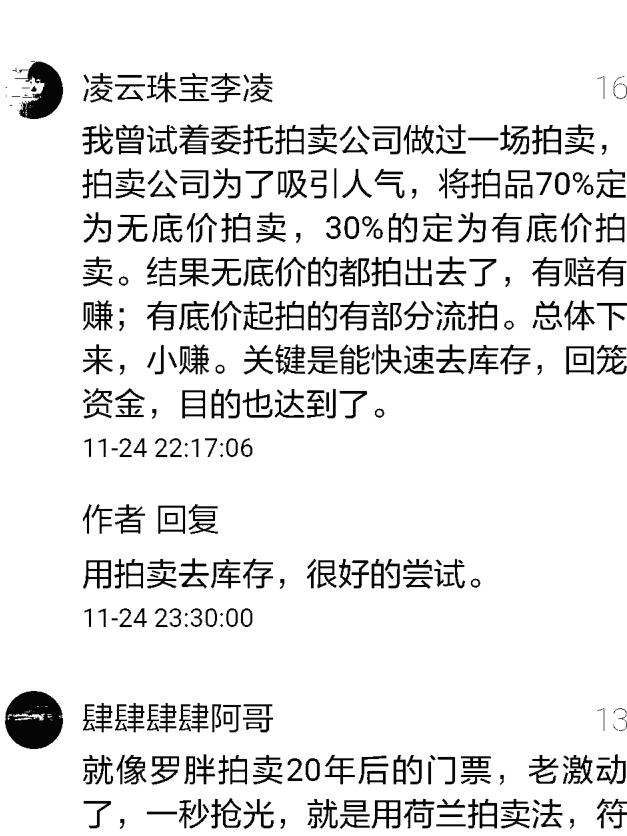 凌云珠宝李凌 16
我曾试着委托拍卖公司做过一场拍卖，
拍卖公司为了吸引人气，将拍品70%定
为无底价拍卖，30%的定为有底价拍
卖。结果无底价的都拍出去了，有赔有
赚；有底价起拍的有部分流拍。总体下
来，小赚。关键是能快速去库存，回笼
资金，目的也达到了。
11-24 22:17:06
作者 回复
用拍卖去库存，很好的尝试。
11-24 23:30:00
肆肆肆肆阿哥 13
就像罗胖拍卖20年后的门票，老激动
了，一秒抢光，就是用荷兰拍卖法，符